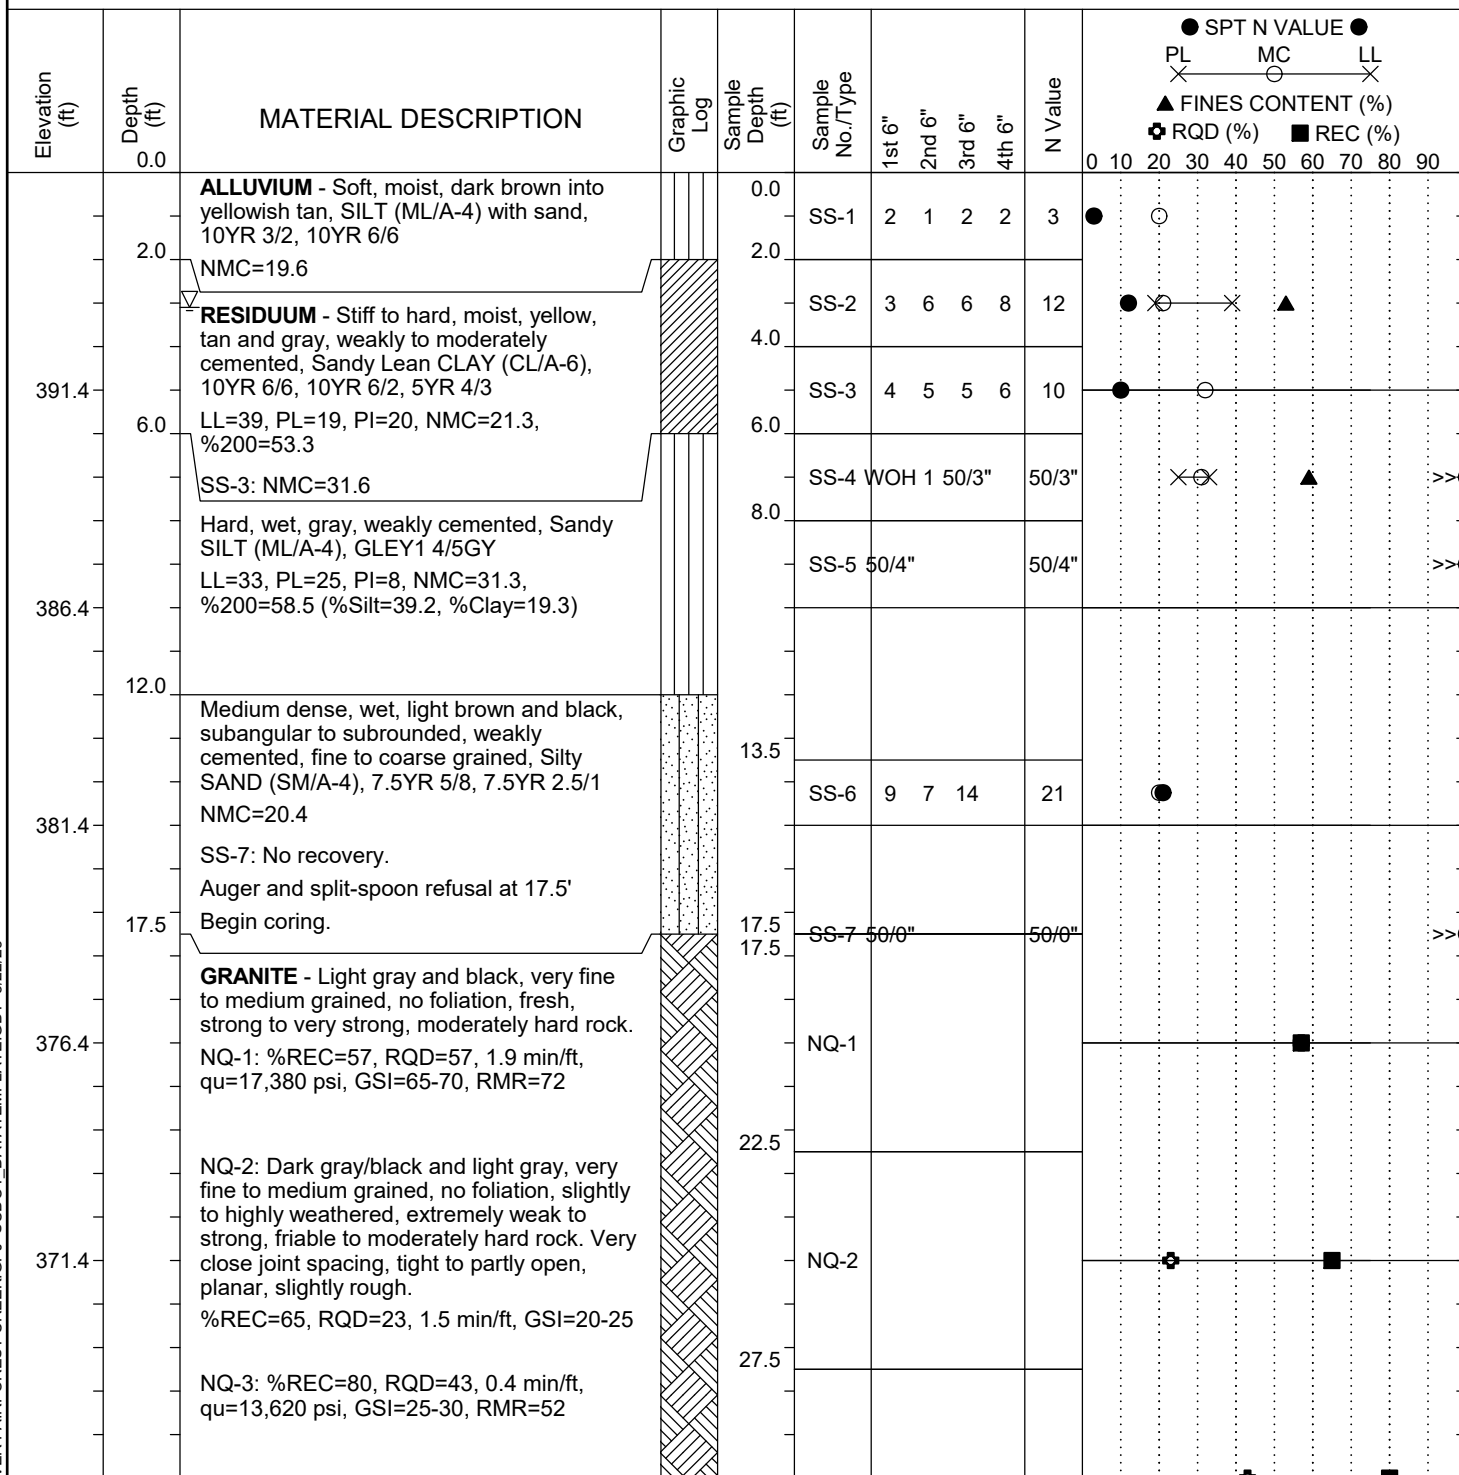 SPT N VALUE
PL MC LL
FINES CONTENT (%)
RQD (%) REC (%)
0 10 20 30 40 50 60 70 80 90
Elevation (ft)
Depth (ft)
0.0
MATERIAL DESCRIPTION
Graphic Log
Sample Depth (ft)
Sample No./Type
1st 6"
2nd 6"
3rd 6"
4th 6"
N Value
ALLUVIUM - Soft, moist, dark brown into
yellowish tan, SILT (ML/A-4) with sand,
10YR 3/2, 10YR 6/6
NMC=19.6
0.0
SS-1 2 1 2 2 3
2.0 2.0
RESIDUUM - Stiff to hard, moist, yellow,
tan and gray, weakly to moderately
cemented, Sandy Lean CLAY (CL/A-6),
10YR 6/6, 10YR 6/2, 5YR 4/3
LL=39, PL=19, PI=20, NMC=21.3,
%200=53.3
SS-3: NMC=31.6
SS-2 3 6 6 8 12
4.0
391.4
SS-3 4 5 5 6 10
6.0 6.0
Hard, wet, gray, weakly cemented, Sandy
SILT (ML/A-4), GLEY1 4/5GY
LL=33, PL=25, PI=8, NMC=31.3,
%200=58.5 (%Silt=39.2, %Clay=19.3)
SS-4 WOH 1 50/3" 50/3" >>
8.0
SS-5 50/4" 50/4" >>
386.4
12.0
Medium dense, wet, light brown and black,
subangular to subrounded, weakly
cemented, fine to coarse grained, Silty
SAND (SM/A-4), 7.5YR 5/8, 7.5YR 2.5/1
NMC=20.4
SS-7: No recovery.
Auger and split-spoon refusal at 17.5'
Begin coring.
13.5
SS-6 9 7 14 21
381.4
17.5 17.5
SS-7 50/0" 50/0" >>
17.5
GRANITE - Light gray and black, very fine
to medium grained, no foliation, fresh,
strong to very strong, moderately hard rock.
NQ-1: %REC=57, RQD=57, 1.9 min/ft,
qu=17,380 psi, GSI=65-70, RMR=72
376.4
NQ-1
22.5
NQ-2: Dark gray/black and light gray, very
fine to medium grained, no foliation, slightly
to highly weathered, extremely weak to
strong, friable to moderately hard rock. Very
close joint spacing, tight to partly open,
planar, slightly rough.
%REC=65, RQD=23, 1.5 min/ft, GSI=20-25
371.4
NQ-2
27.5
NQ-3: %REC=80, RQD=43, 0.4 min/ft,
qu=13,620 psi, GSI=25-30, RMR=52